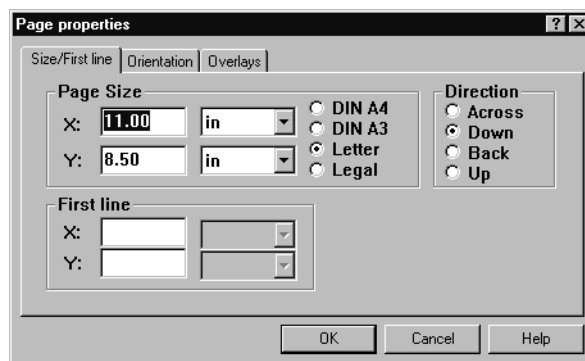 Page properties
Size/First line Orientation Overlays
Page Size
X: 11.00 in
Y: 8.50 in
DIN A4
DIN A3
Letter
Legal
Direction
Across
Down
Back
Up
First line
X:
Y:
OK Cancel Help